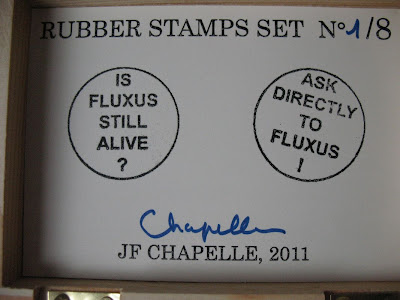 RUBBER STAMPS SET N° 1/8
IS
FLUXUS
STILL
ALIVE
?
ASK
DIRECTLY
TO
FLUXUS
!
Chapelle
JF CHAPELLE, 2011